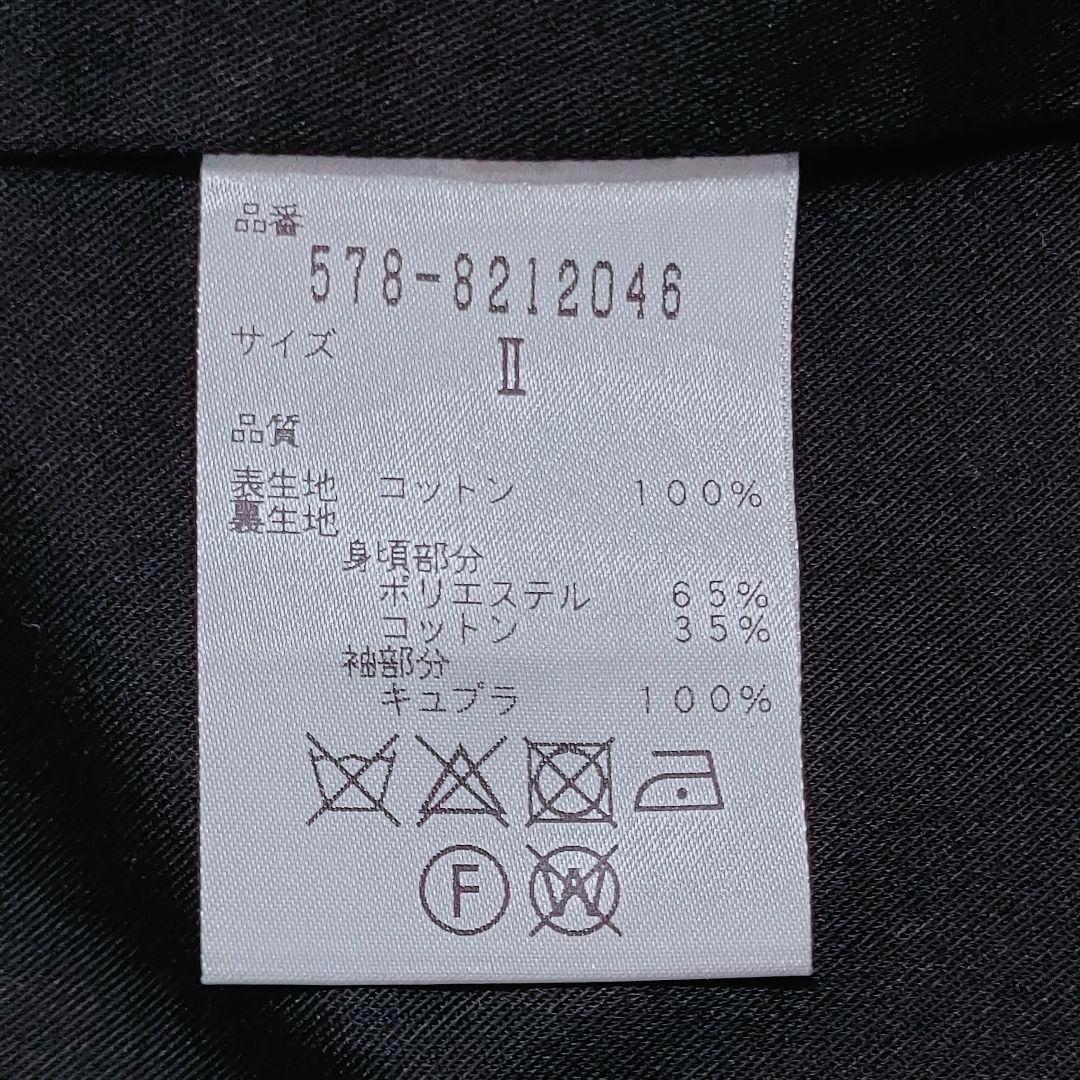 品番
578-8212046
サイズ
Ⅱ
品質
表生地 コットン 100%
裏生地
身頃部分
ポリエステル 65%
コットン 35%
袖部分
キュプラ 100%
F W